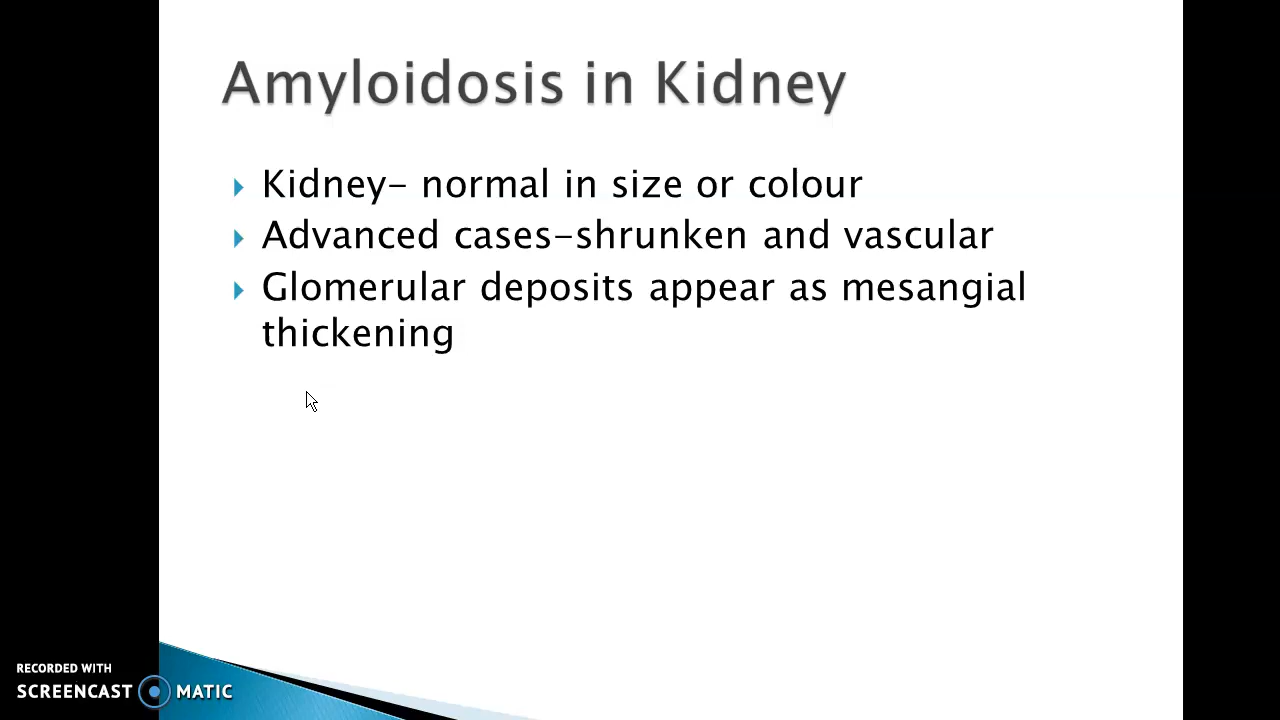 Amyloidosis in Kidney
Kidney- normal in size or colour
Advanced cases-shrunken and vascular
Glomerular deposits appear as mesangial
thickening
RECORDED WITH
SCREENCAST MATIC